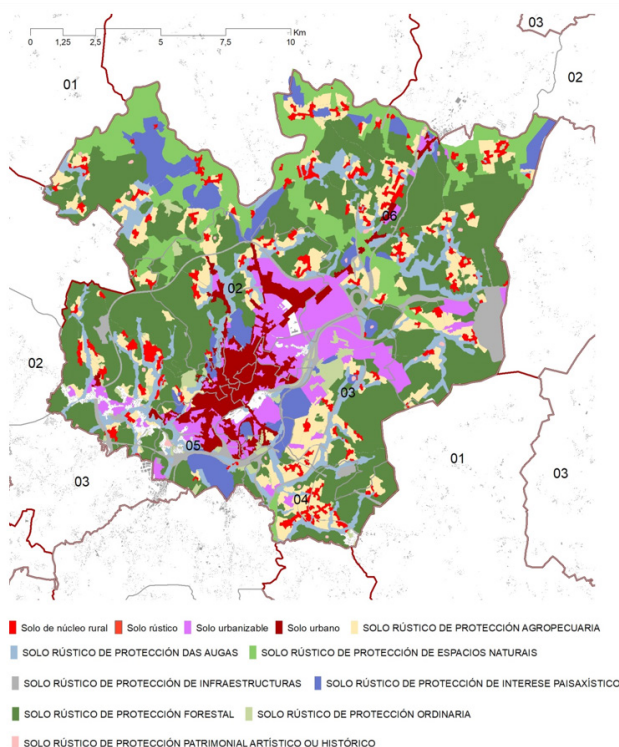 03
Km
0 1,25 2,5 5 7,5 10
01
02
06
02
02
03
05
01
03
03
04
Solo de núcleo rural Solo rústico Solo urbanizable Solo urbano SOLO RÚSTICO DE PROTECCIÓN AGROPECUARIA
SOLO RÚSTICO DE PROTECCIÓN DAS AUGAS SOLO RÚSTICO DE PROTECCIÓN DE ESPACIOS NATURAIS
SOLO RÚSTICO DE PROTECCIÓN DE INFRAESTRUCTURAS SOLO RÚSTICO DE PROTECCIÓN DE INTERESE PAISAXÍSTICO
SOLO RÚSTICO DE PROTECCIÓN FORESTAL SOLO RÚSTICO DE PROTECCIÓN ORDINARIA
SOLO RÚSTICO DE PROTECCIÓN PATRIMONIAL ARTÍSTICO OU HISTÓRICO